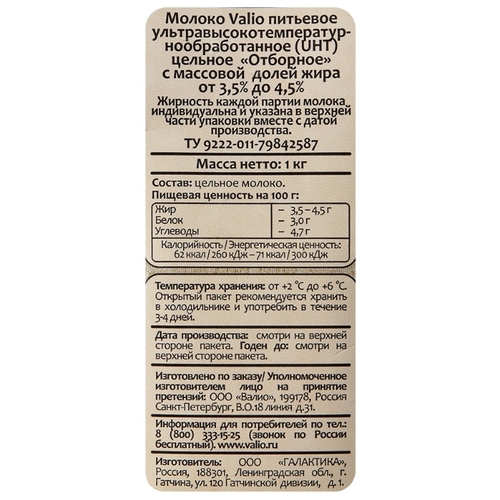 Молоко Valio питьевое
ультравысокотемператур-
нообработанное (UHT)
цельное «Отборное»
с массовой долей жира
от 3,5% до 4,5%
Жирность каждой партии молока
индивидуальна и указана в верхней
части упаковки вместе с датой
производства.
ТУ 9222-011-79842587
Масса нетто: 1 кг
Состав: цельное молоко.
Пищевая ценность на 100 г:
Жир – 3,5 – 4,5 г
Белок – 3,0 г
Углеводы – 4,7 г
Калорийность / Энергетическая ценность:
62 ккал / 260 кДж – 71 ккал / 300 кДж
Температура хранения: от +2 °C до +6 °C.
Открытый пакет рекомендуется хранить
в холодильнике и употребить в течение
3-4 дней.
Дата производства: смотри на верхней
стороне пакета. Годен до: смотри на
верхней стороне пакета.
Изготовлено по заказу/ Уполномоченное
изготовителем лицо на принятие
претензий: ООО «Валио», 199178, Россия
Санкт-Петербург, В.О.18 линия д.31.
Информация для потребителей по тел.:
8 (800) 333-15-25 (звонок по России
бесплатный). www.valio.ru
Изготовитель: ООО «ГАЛАКТИКА»,
Россия, 188301, Ленинградская обл., г.
Гатчина, ул. 120 Гатчинской дивизии, д. 1.